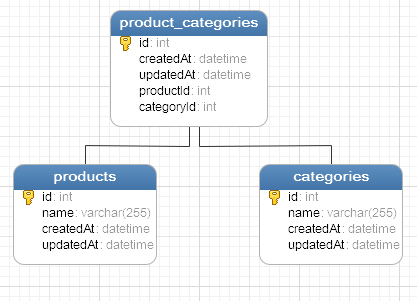 product_categories
id: int
createdAt: datetime
updatedAt: datetime
productId: int
categoryId: int
products
id: int
name: varchar(255)
createdAt: datetime
updatedAt: datetime
categories
id: int
name: varchar(255)
createdAt: datetime
updatedAt: datetime